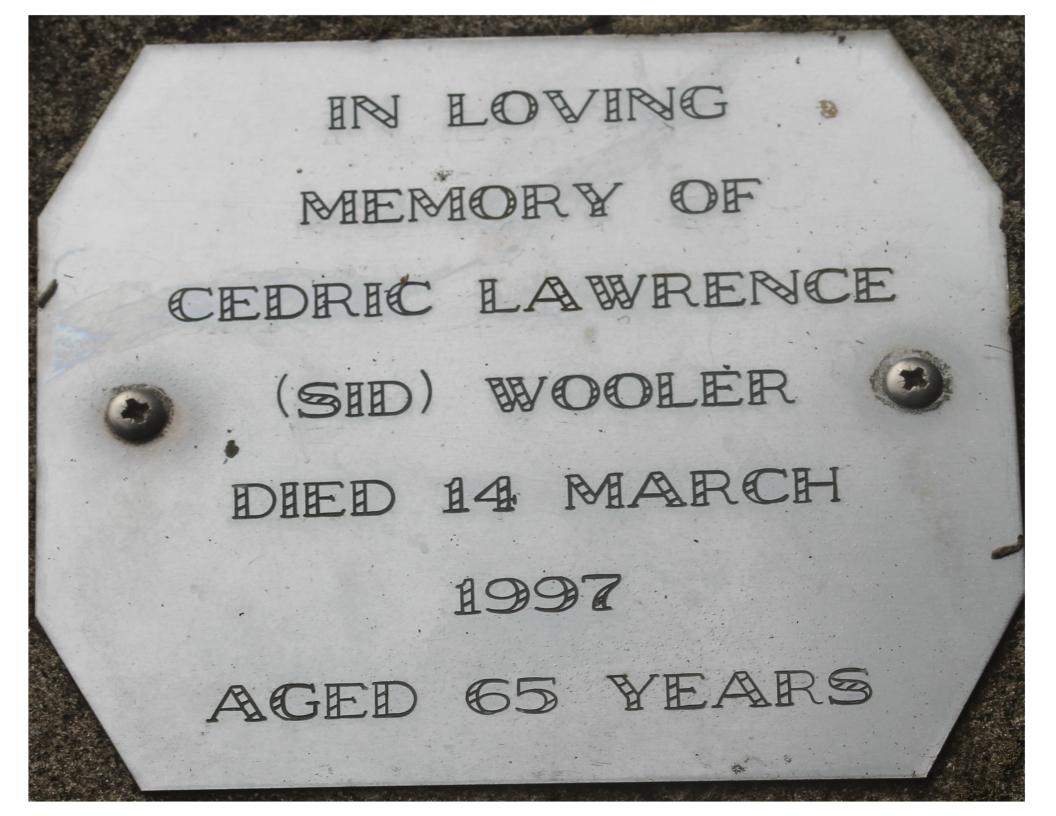 IN LOVING
MEMORY OF
CEDRIC LAWRENCE
(SID) WOOLER
DIED 14 MARCH
1997
AGED 65 YEARS